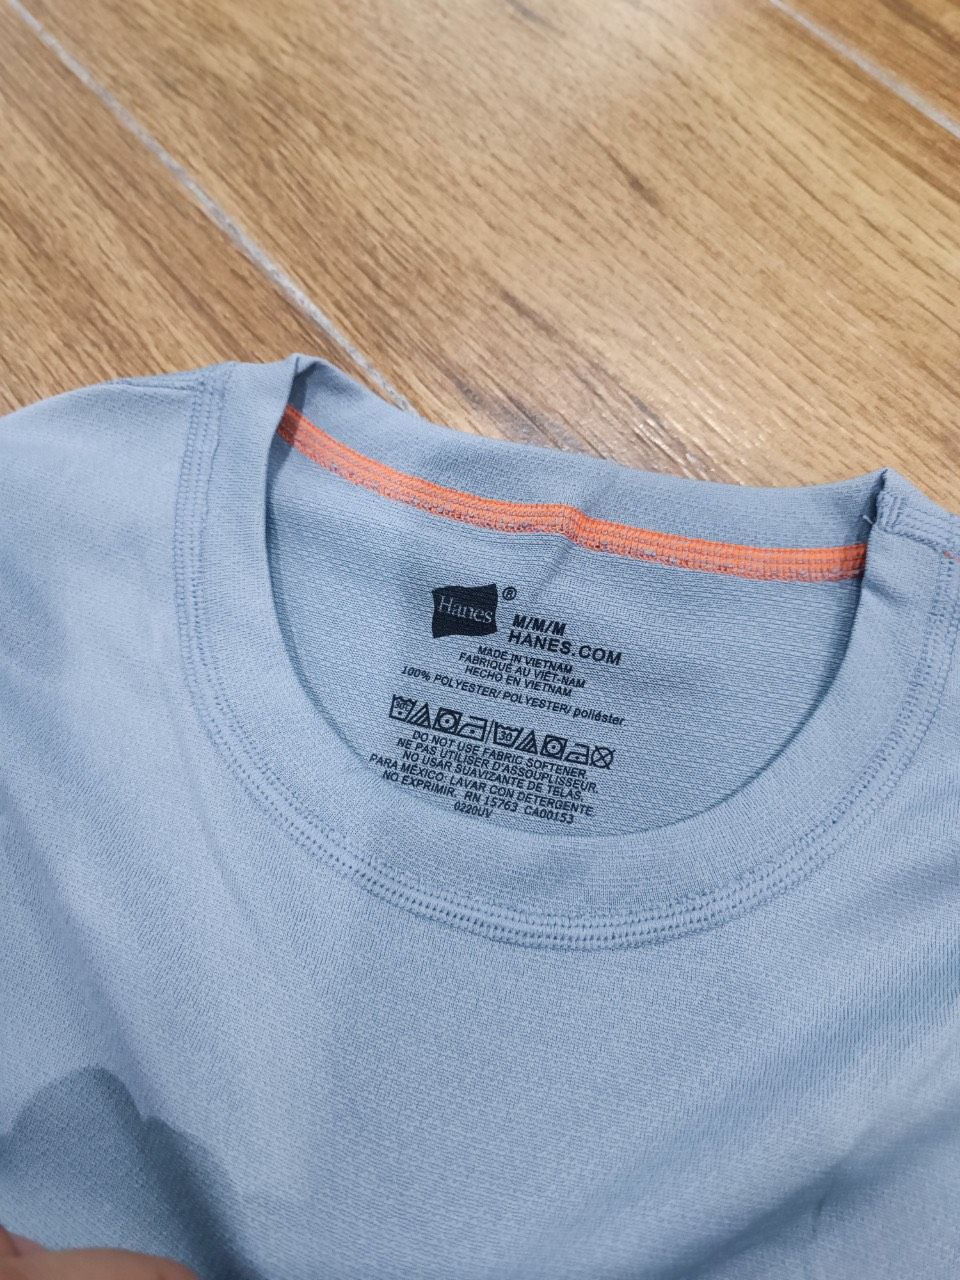 Hanes ®
M/M/M
HANES.COM
MADE IN VIETNAM
FABRIQUÉ AU VIÊT-NAM
HECHO EN VIETNAM
100% POLYESTER/ POLYESTER/ poliéster
DO NOT USE FABRIC SOFTENER.
NE PAS UTILISER D'ASSOUPLISSEUR.
NO USAR SUAVIZANTE DE TELAS.
PARA MÉXICO: LAVAR CON DETERGENTE.
NO EXPRIMIR. RN 15763 CA00153
0220UV